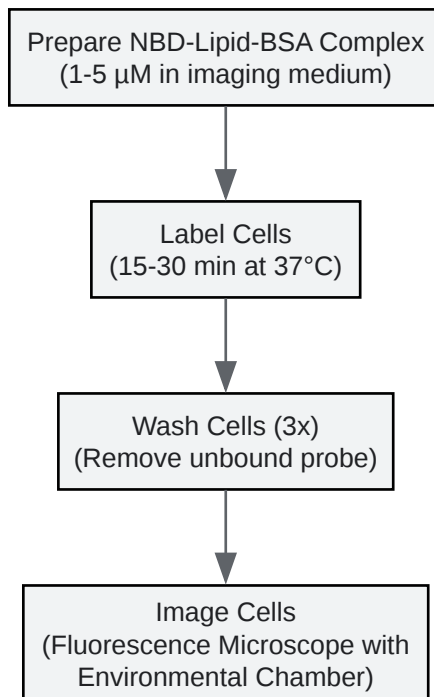 Prepare NBD-Lipid-BSA Complex
(1-5 µM in imaging medium)
Label Cells
(15-30 min at 37°C)
Wash Cells (3x)
(Remove unbound probe)
Image Cells
(Fluorescence Microscope with
Environmental Chamber)